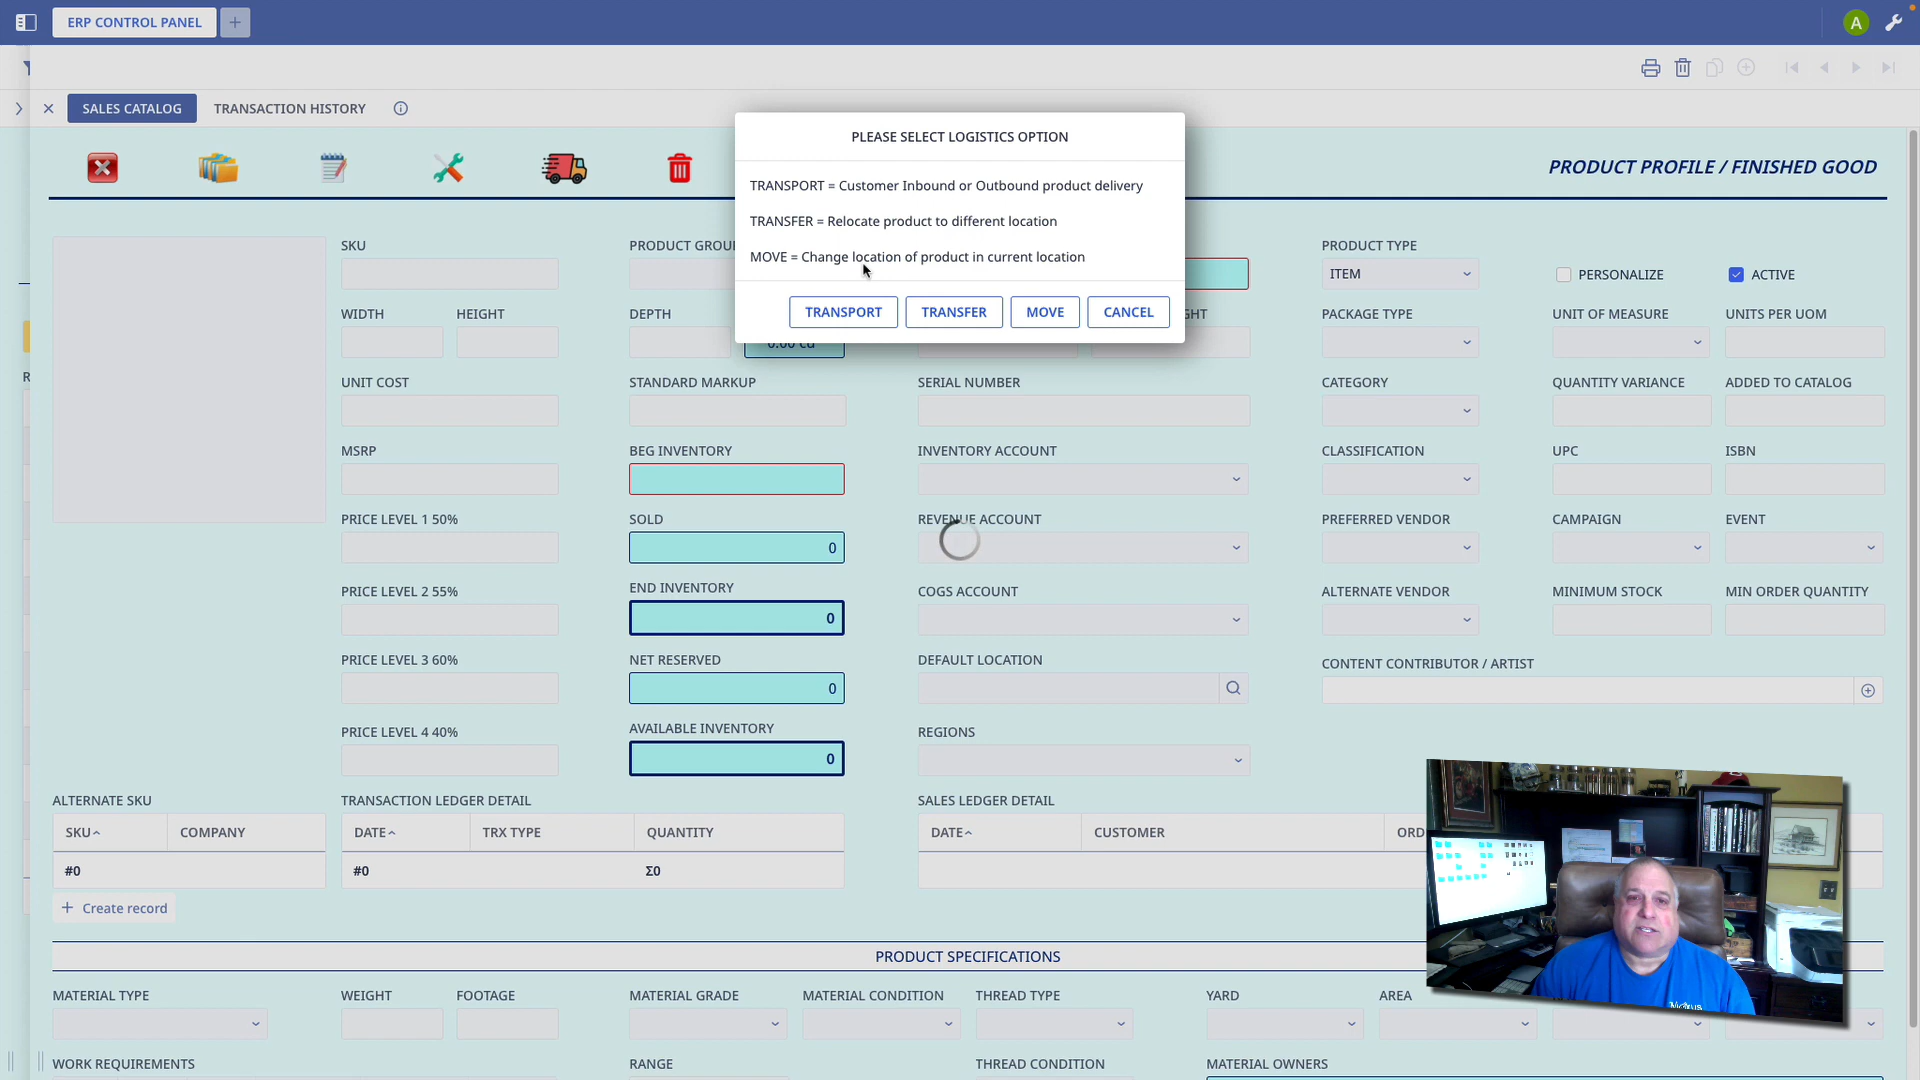 ERP CONTROL PANEL
+
A
SALES CATALOG
TRANSACTION HISTORY
PLEASE SELECT LOGISTICS OPTION
TRANSPORT = Customer Inbound or Outbound product delivery
TRANSFER = Relocate product to different location
MOVE = Change location of product in current location
TRANSPORT
TRANSFER
MOVE
CANCEL
PRODUCT PROFILE / FINISHED GOOD
SKU
PRODUCT GROU
PRODUCT TYPE
ITEM
PERSONALIZE
ACTIVE
WIDTH
HEIGHT
DEPTH
0.00 cu
GHT
PACKAGE TYPE
UNIT OF MEASURE
UNITS PER UOM
R
UNIT COST
STANDARD MARKUP
SERIAL NUMBER
CATEGORY
QUANTITY VARIANCE
ADDED TO CATALOG
MSRP
BEG INVENTORY
INVENTORY ACCOUNT
CLASSIFICATION
UPC
ISBN
PRICE LEVEL 1 50%
SOLD
0
REVENUE ACCOUNT
PREFERRED VENDOR
CAMPAIGN
EVENT
PRICE LEVEL 2 55%
END INVENTORY
0
COGS ACCOUNT
ALTERNATE VENDOR
MINIMUM STOCK
MIN ORDER QUANTITY
PRICE LEVEL 3 60%
NET RESERVED
0
DEFAULT LOCATION
CONTENT CONTRIBUTOR / ARTIST
PRICE LEVEL 4 40%
AVAILABLE INVENTORY
0
REGIONS
ALTERNATE SKU
TRANSACTION LEDGER DETAIL
SALES LEDGER DETAIL
SKU
COMPANY
DATE
TRX TYPE
QUANTITY
DATE
CUSTOMER
ORD
#0
#0
Σ0
+ Create record
PRODUCT SPECIFICATIONS
MATERIAL TYPE
WEIGHT
FOOTAGE
MATERIAL GRADE
MATERIAL CONDITION
THREAD TYPE
YARD
AREA
WORK REQUIREMENTS
RANGE
THREAD CONDITION
MATERIAL OWNERS